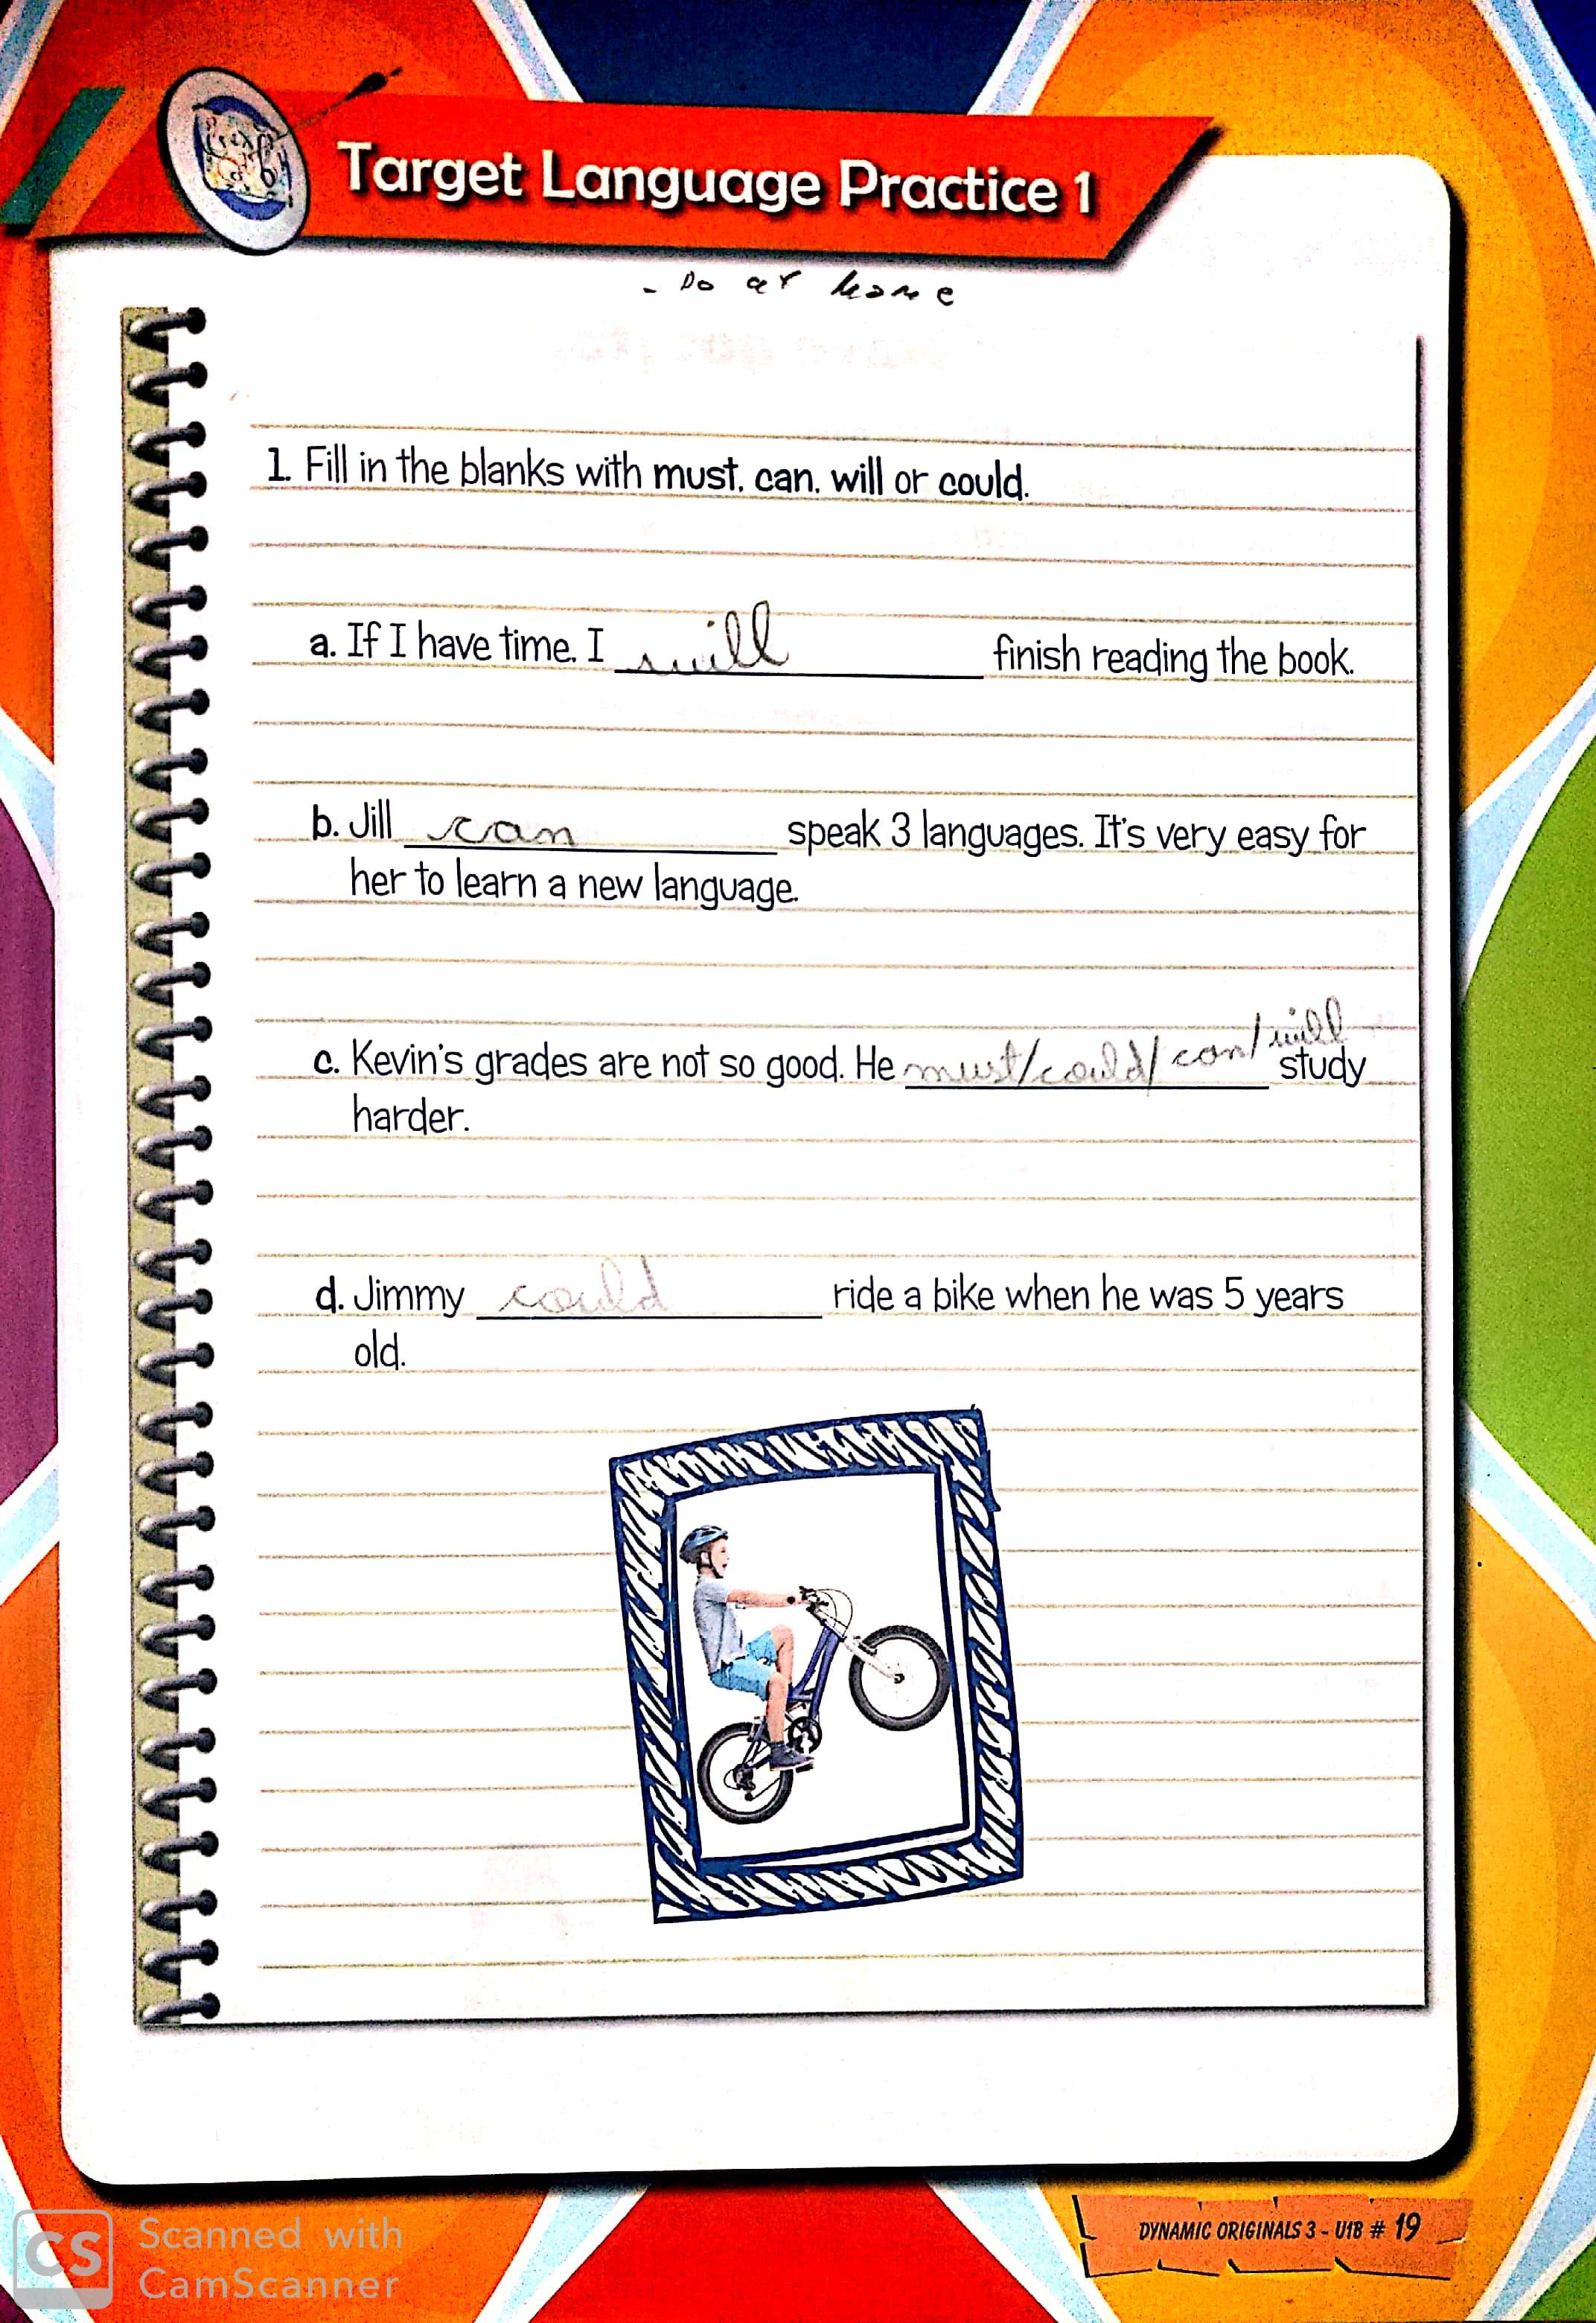 Target Language Practice 1
- Do at home
1. Fill in the blanks with must, can, will or could.
a. If I have time, I will finish reading the book.
b. Jill can speak 3 languages. It's very easy for
her to learn a new language.
c. Kevin's grades are not so good. He must/could/can/will study
harder.
d. Jimmy could ride a bike when he was 5 years
old.
DYNAMIC ORIGINALS 3 - U1B # 19
CS Scanned with
CamScanner